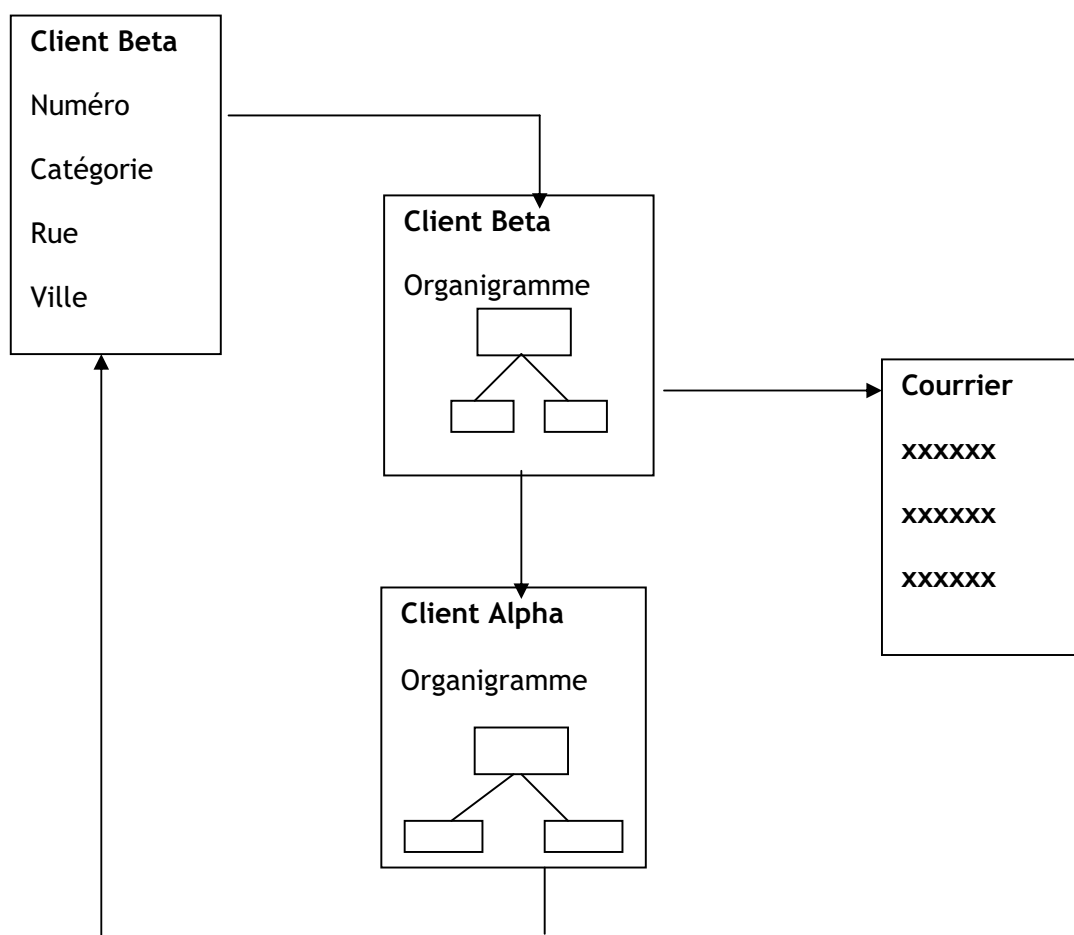 Client Beta
Numéro
Catégorie
Rue
Ville
Client Beta
Organigramme
Courrier
xxxxxx
xxxxxx
xxxxxx
Client Alpha
Organigramme